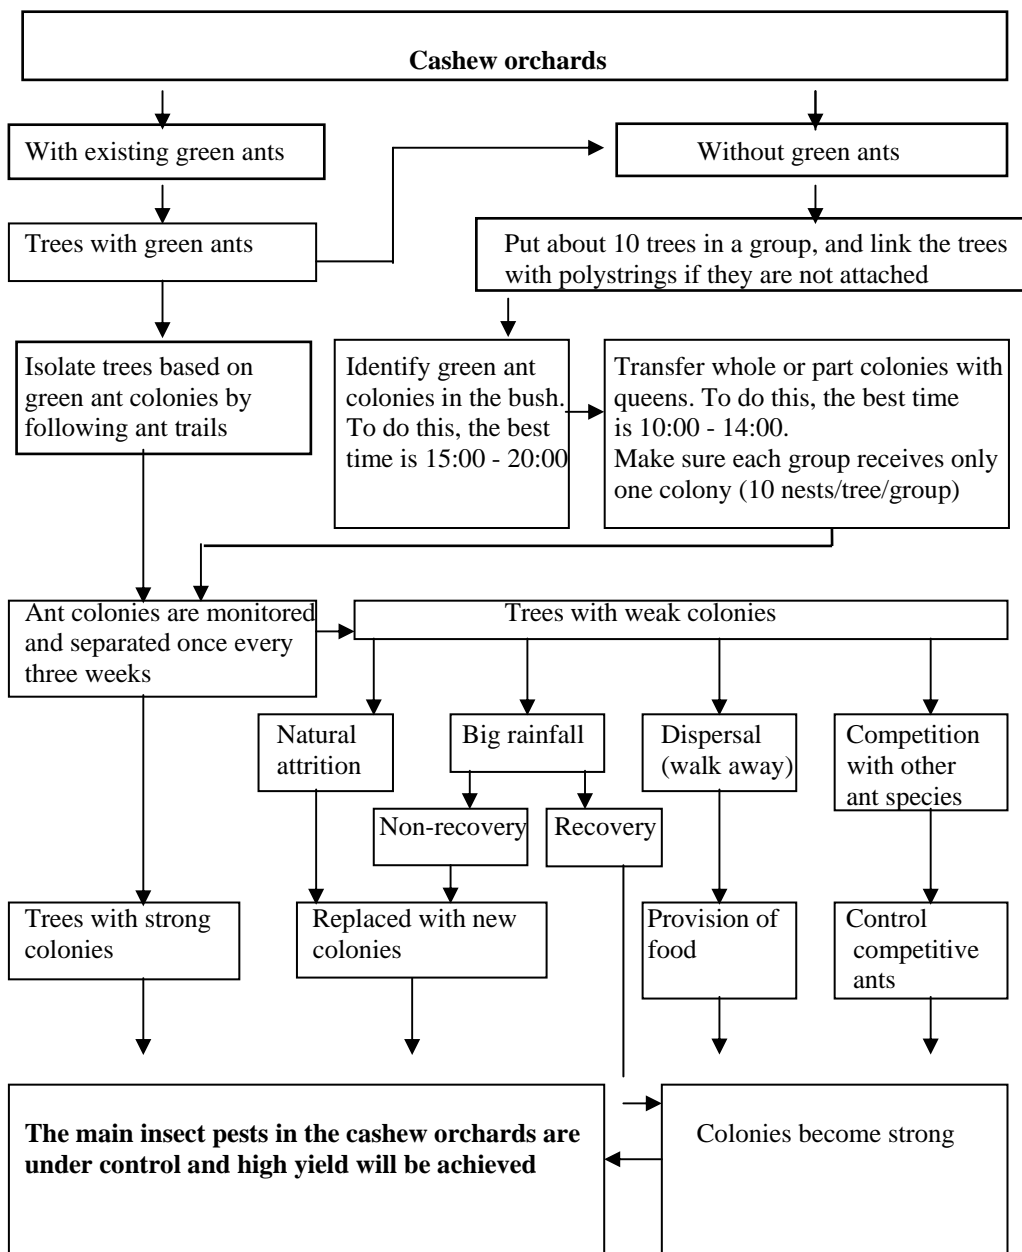 Cashew orchards
With existing green ants
Without green ants
Trees with green ants
Put about 10 trees in a group, and link the trees
with polystrings if they are not attached
Isolate trees based on
green ant colonies by
following ant trails
Identify green ant
colonies in the bush.
To do this, the best
time is 15:00 - 20:00
Transfer whole or part colonies with
queens. To do this, the best time
is 10:00 - 14:00.
Make sure each group receives only
one colony (10 nests/tree/group)
Ant colonies are monitored
and separated once every
three weeks
Trees with weak colonies
Natural
attrition
Big rainfall
Dispersal
(walk away)
Competition
with other
ant species
Non-recovery
Recovery
Trees with strong
colonies
Replaced with new
colonies
Provision of
food
Control
competitive
ants
The main insect pests in the cashew orchards are
under control and high yield will be achieved
Colonies become strong